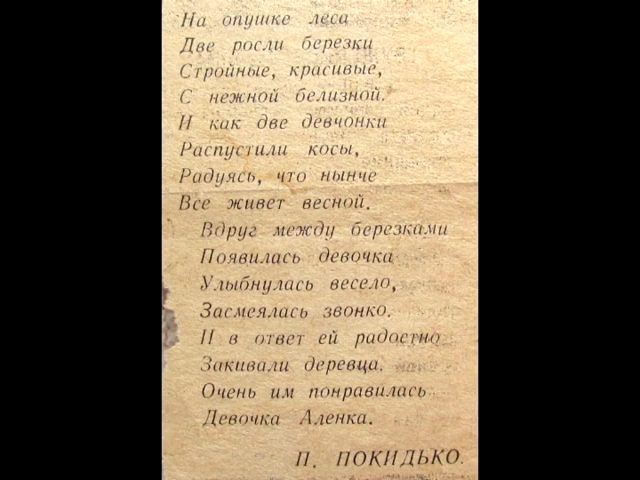 На опушке леса
Две росли березки
Стройные, красивые,
С нежной белизной.
И как две девчонки
Распустили косы,
Радуясь, что нынче
Все живет весной.
Вдруг между березками
Появилась девочка
Улыбнулась весело,
Засмеялась звонко.
И в ответ ей радостно
Закивали деревца.
Очень им понравилась
Девочка Аленка.
П. ПОКИДЬКО.